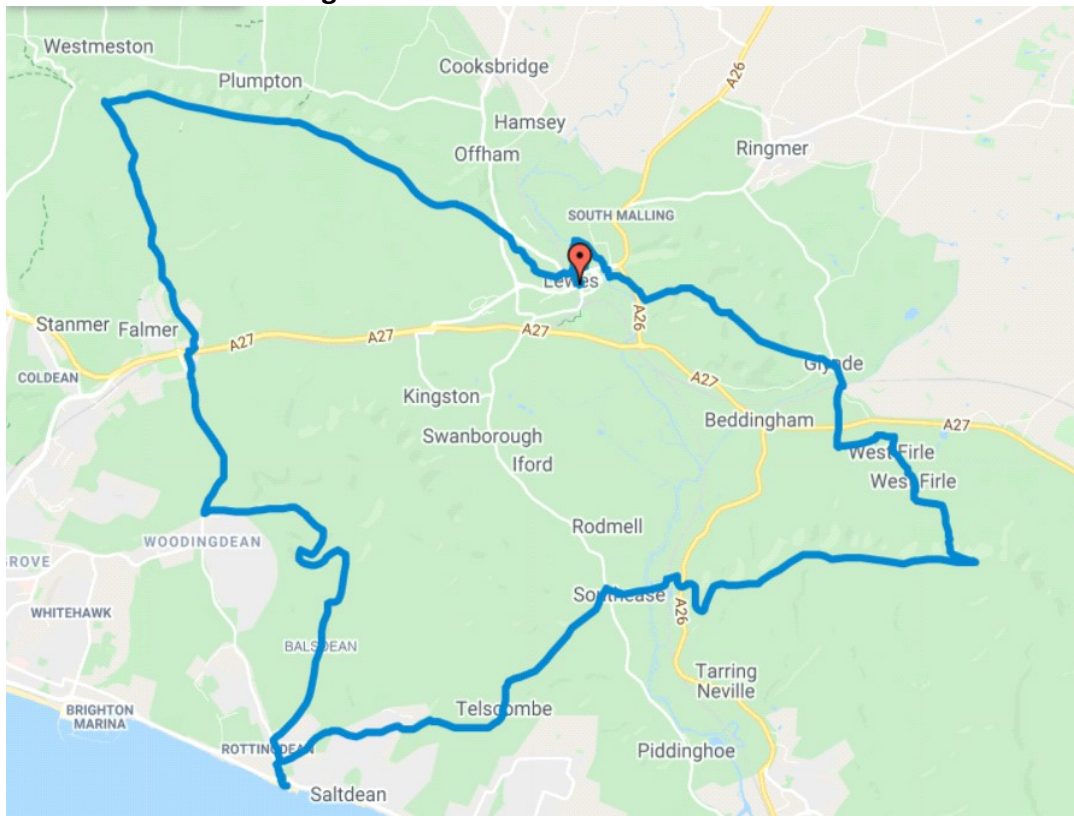 Westmeston
Plumpton
Cooksbridge
A26
Hamsey
Offham
Ringmer
SOUTH MALLING
Lewes
Stanmer
Falmer
A27
A27
A27
A26
COLDEAN
Glynde
A27
Kingston
Beddingham
A27
Swanborough
West Firle
Iford
West Firle
Rodmell
WOODINGDEAN
GROVE
Southease
WHITEHAWK
A26
BALSDEAN
Tarring
Neville
Telscombe
BRIGHTON
MARINA
ROTTINGDEAN
Piddinghoe
Saltdean